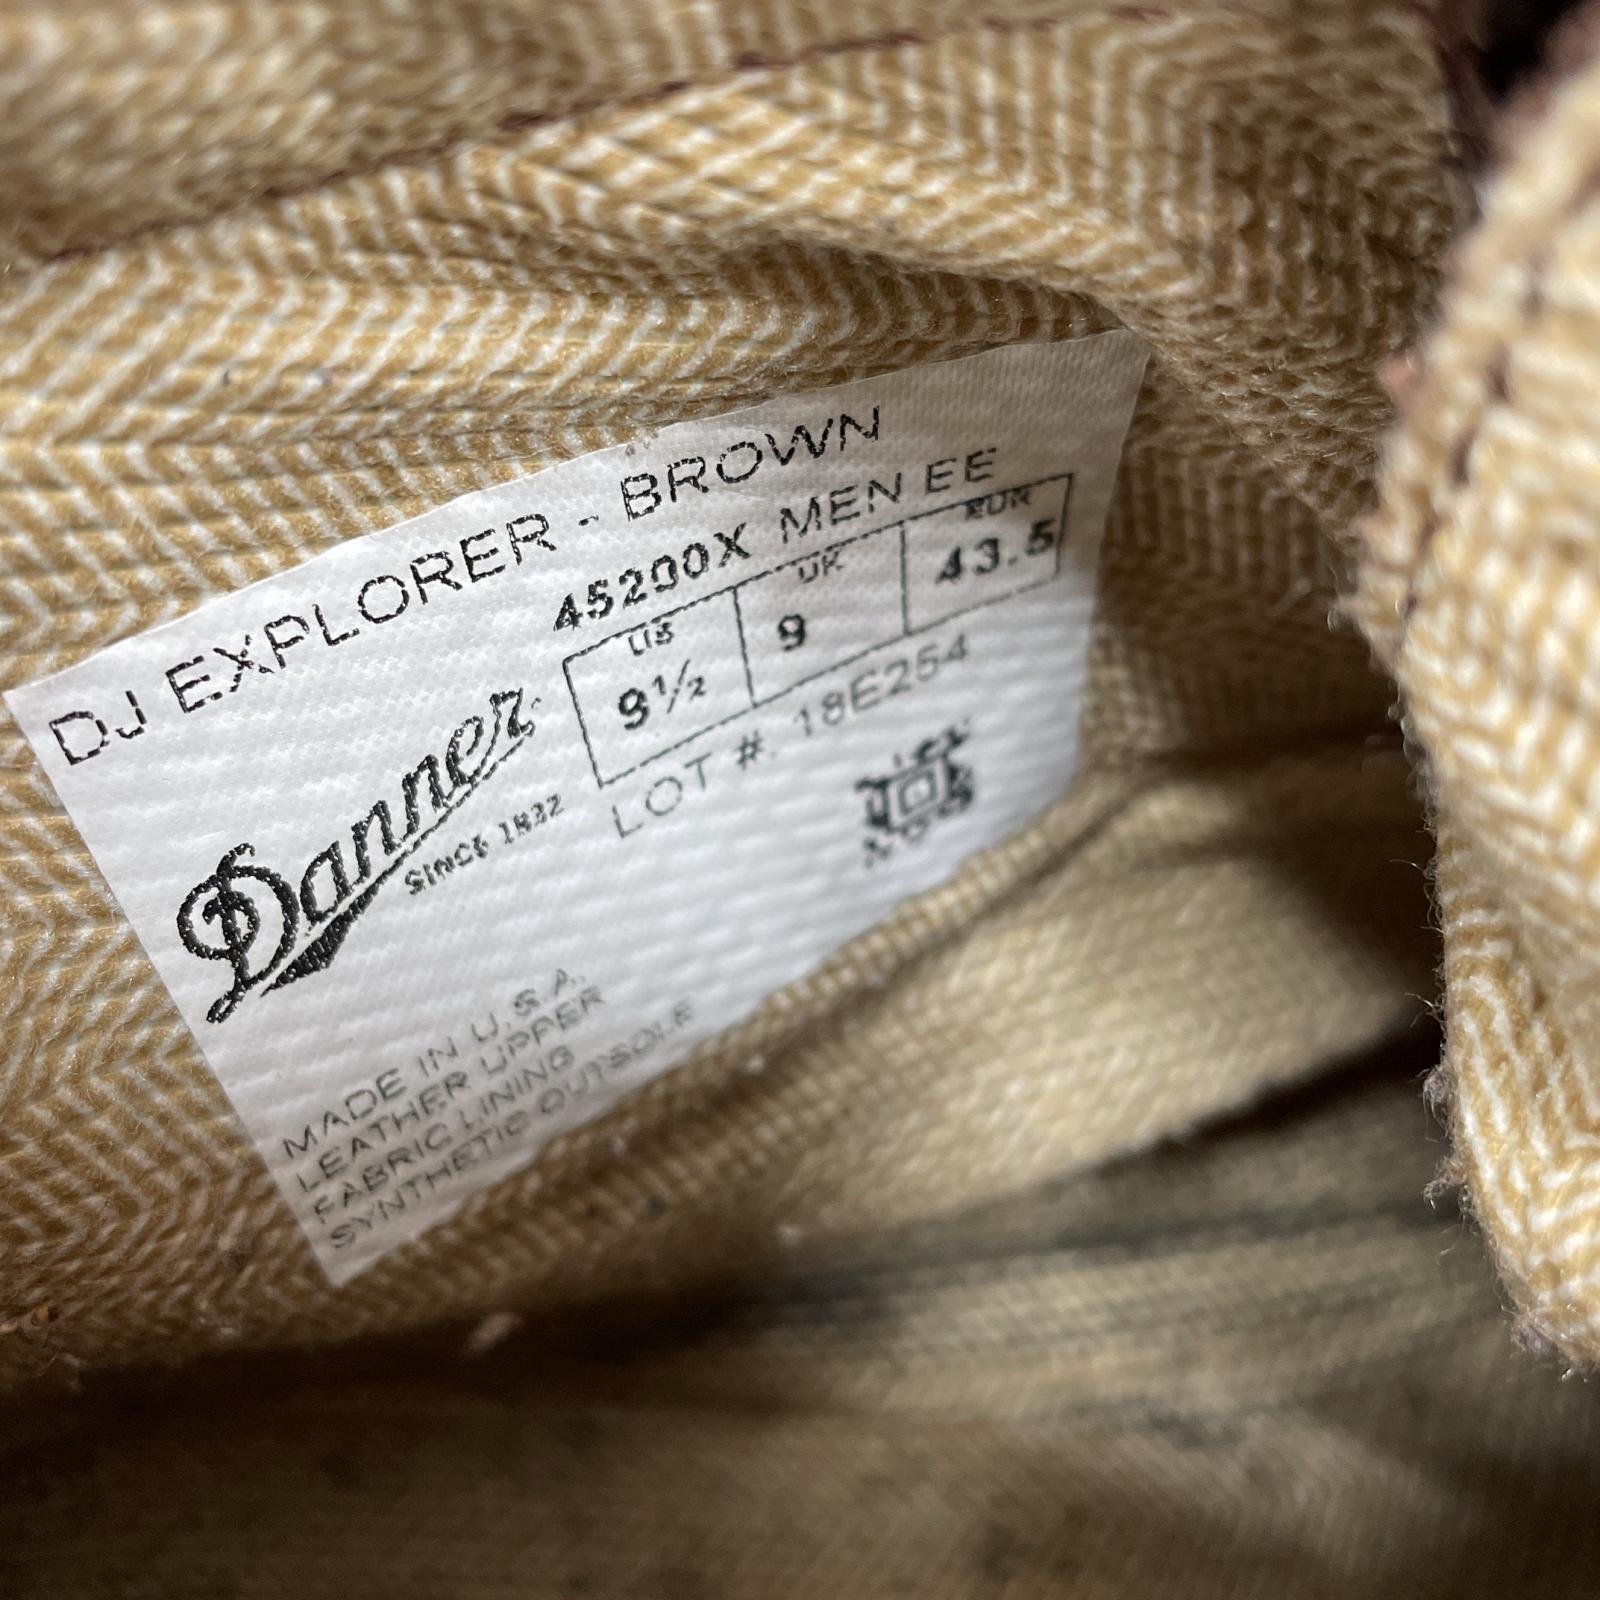 DJ EXPLORER - BROWN
45200X MEN EE
US UK EUR
9½ 9 43.5
LOT #: 18E254
Danner
SINCE 1932
MADE IN U.S.A.
LEATHER UPPER
FABRIC LINING
SYNTHETIC OUTSOLE